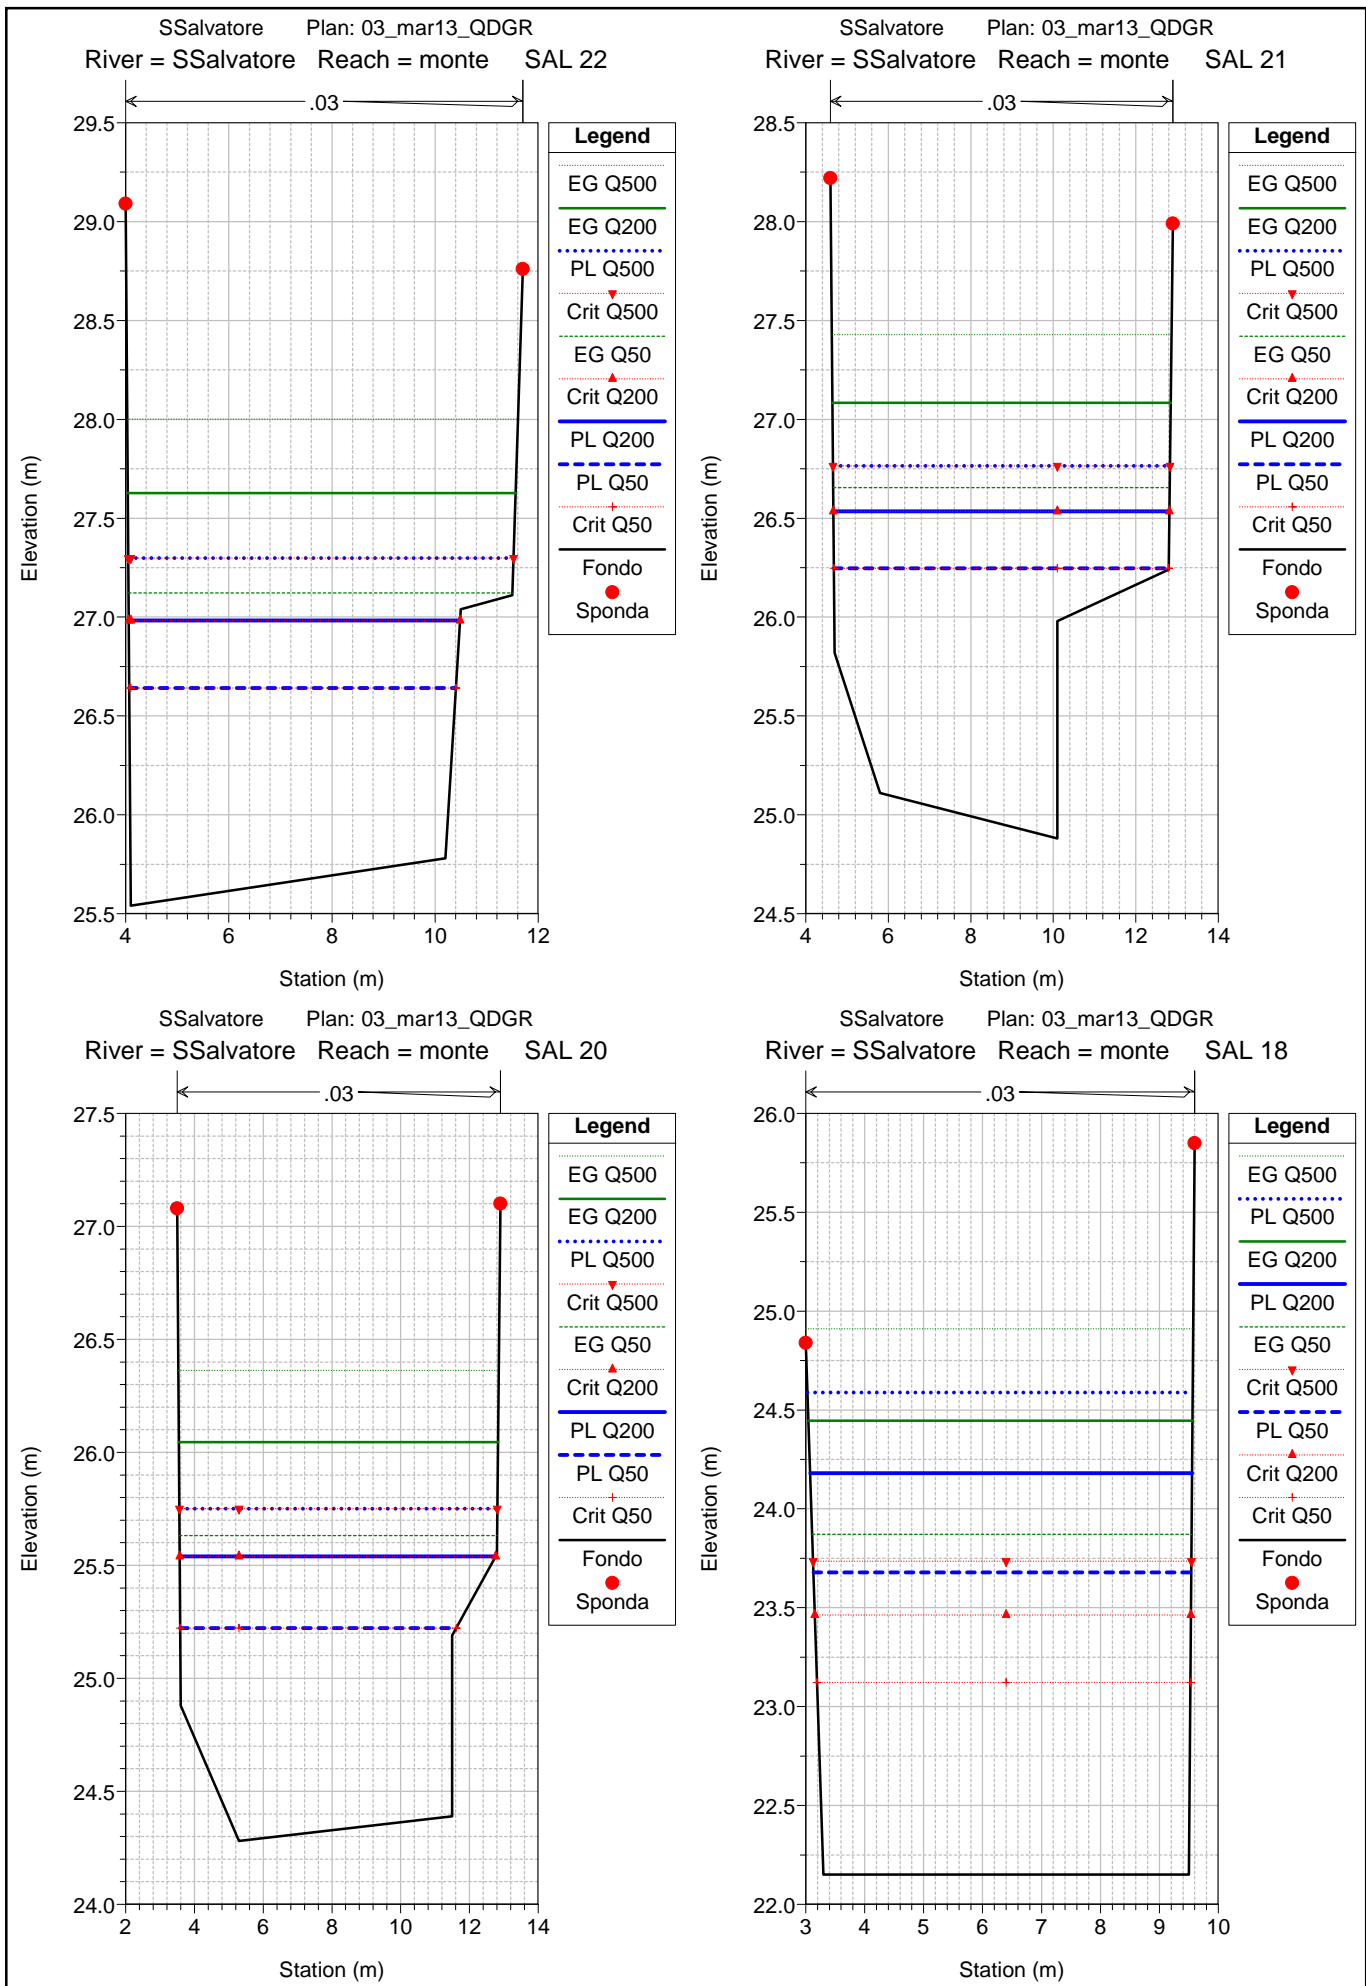 SSalvatore Plan: 03_mar13_QDGR
River = SSalvatore Reach = monte SAL 22
.03
29.5
29.0
28.5
28.0
27.5
27.0
26.5
26.0
25.5
4 6 8 10 12
Station (m)
Elevation (m)
Legend
EG Q500
EG Q200
PL Q500
Crit Q500
EG Q50
Crit Q200
PL Q200
PL Q50
Crit Q50
Fondo
Sponda
SSalvatore Plan: 03_mar13_QDGR
River = SSalvatore Reach = monte SAL 21
.03
28.5
28.0
27.5
27.0
26.5
26.0
25.5
25.0
24.5
4 6 8 10 12 14
Station (m)
Elevation (m)
Legend
EG Q500
EG Q200
PL Q500
Crit Q500
EG Q50
Crit Q200
PL Q200
PL Q50
Crit Q50
Fondo
Sponda
SSalvatore Plan: 03_mar13_QDGR
River = SSalvatore Reach = monte SAL 20
.03
27.5
27.0
26.5
26.0
25.5
25.0
24.5
24.0
2 4 6 8 10 12 14
Station (m)
Elevation (m)
Legend
EG Q500
EG Q200
PL Q500
Crit Q500
EG Q50
Crit Q200
PL Q200
PL Q50
Crit Q50
Fondo
Sponda
SSalvatore Plan: 03_mar13_QDGR
River = SSalvatore Reach = monte SAL 18
.03
26.0
25.5
25.0
24.5
24.0
23.5
23.0
22.5
22.0
3 4 5 6 7 8 9 10
Station (m)
Elevation (m)
Legend
EG Q500
PL Q500
EG Q200
PL Q200
EG Q50
Crit Q500
PL Q50
Crit Q200
Crit Q50
Fondo
Sponda